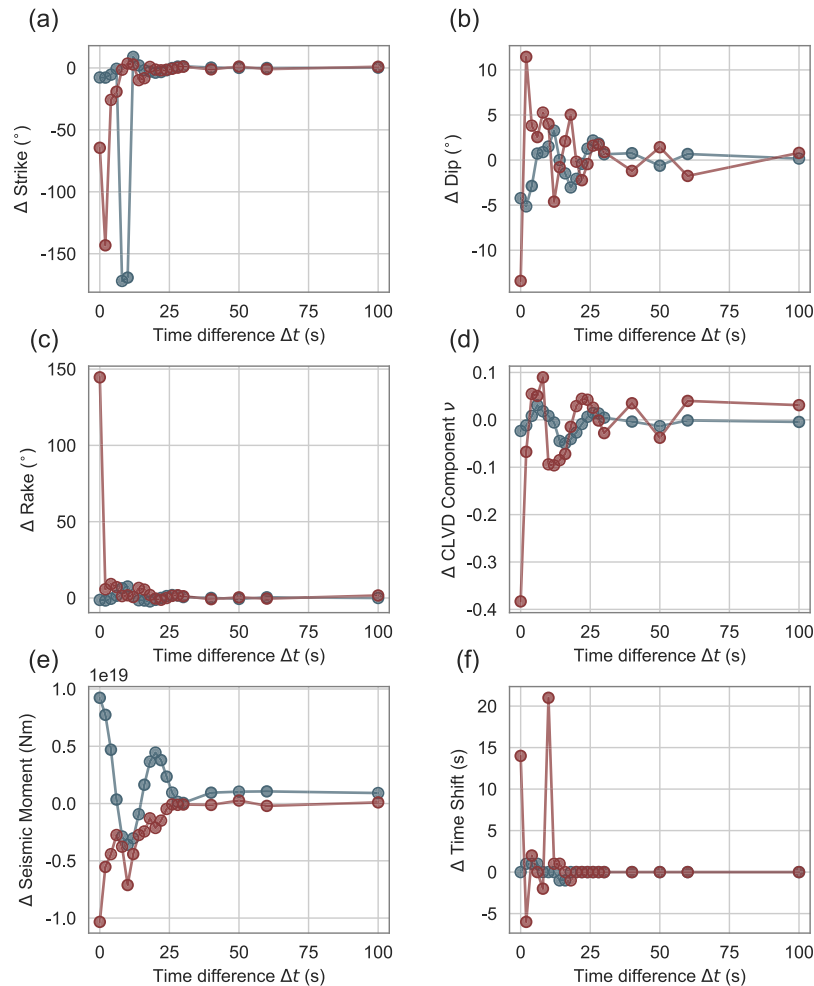 (a)
0
-50
-100
-150
Δ Strike (°)
0 25 50 75 100
Time difference Δt (s)
(b)
10
5
0
-5
-10
Δ Dip (°)
0 25 50 75 100
Time difference Δt (s)
(c)
150
100
50
0
Δ Rake (°)
0 25 50 75 100
Time difference Δt (s)
(d)
0.1
0.0
-0.1
-0.2
-0.3
-0.4
Δ CLVD Component ν
0 25 50 75 100
Time difference Δt (s)
(e)
1e19
1.0
0.5
0.0
-0.5
-1.0
Δ Seismic Moment (Nm)
0 25 50 75 100
Time difference Δt (s)
(f)
20
15
10
5
0
-5
Δ Time Shift (s)
0 25 50 75 100
Time difference Δt (s)